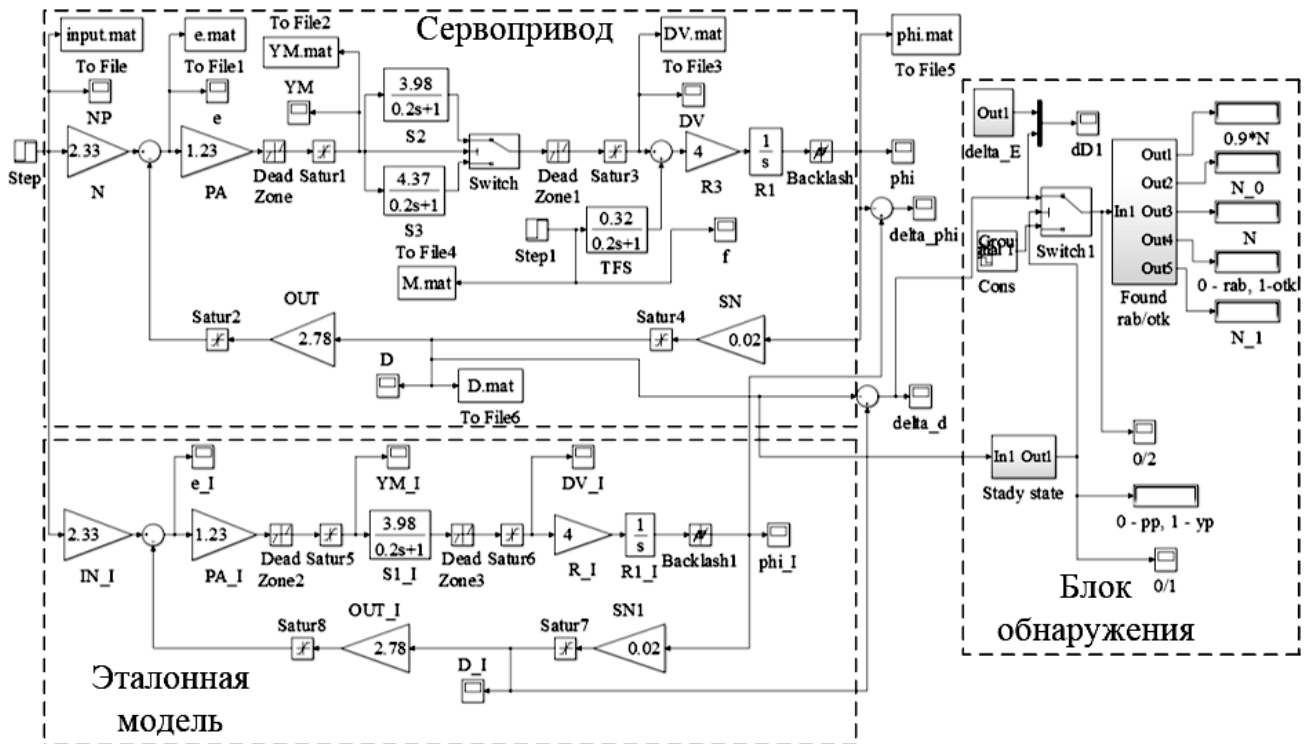 Сервопривод
To File2
input.mat
e.mat
YM.mat
DV.mat
phi.mat
To File
To File1
To File3
To File5
NP
e
YM
DV
3.98
0.2s+1
S2
Step
2.33
N
1.23
PA
Dead
Zone
Satur1
4.37
0.2s+1
S3
Switch
Dead
Zone1
Satur3
4
R3
1
s
R1
Backlash
phi
0.32
0.2s+1
TFS
Step1
To File4
M.mat
f
delta_phi
Satur2
OUT
2.78
Satur4
SN
0.02
D
D.mat
To File6
delta_d
Эталонная
модель
e_I
YM_I
DV_I
2.33
IN_I
1.23
PA_I
Dead
Zone2
Satur5
3.98
0.2s+1
S1_I
Dead
Zone3
Satur6
4
R_I
1
s
R1_I
Backlash1
phi_I
Satur8
OUT_I
2.78
Satur7
SN1
0.02
D_I
Out1
delta_E
dD1
Switch1
Cons
In1
Out1
Out2
Out3
Out4
Out5
Found
rab/otk
0.9*N
N_0
N
0 - rab, 1-otk
N_1
0/2
In1 Out1
Stady state
0 - pp, 1 - yp
0/1
Блок
обнаружения